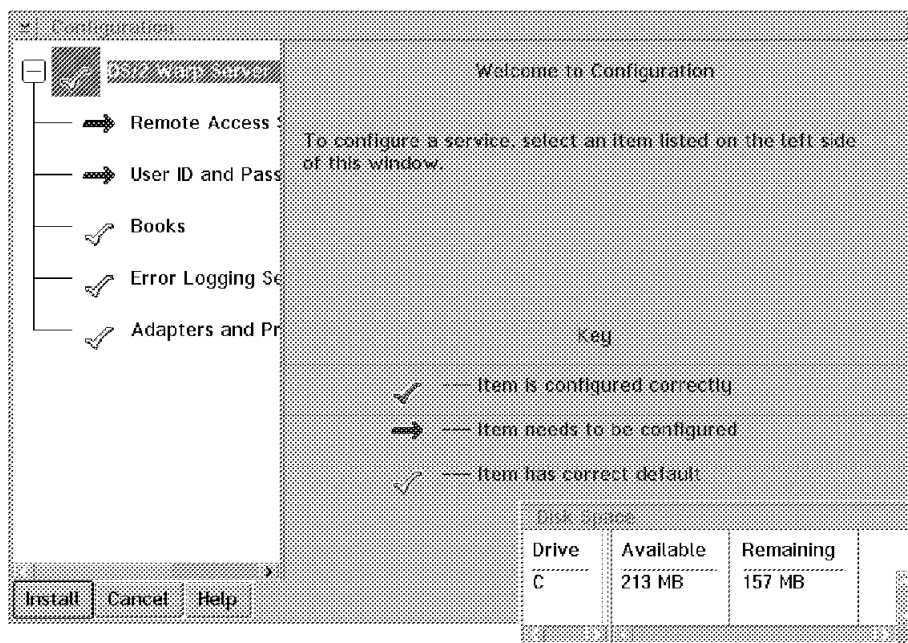 Configuration
OS/2 Warp Server
Remote Access S
User ID and Pass
Books
Error Logging Se
Adapters and Pr
Welcome to Configuration
To configure a service, select an item listed on the left side
of this window.
Key
--- Item is configured correctly
--- Item needs to be configured
--- Item has correct default
Disk Space
Drive Available Remaining
C 213 MB 157 MB
Install Cancel Help